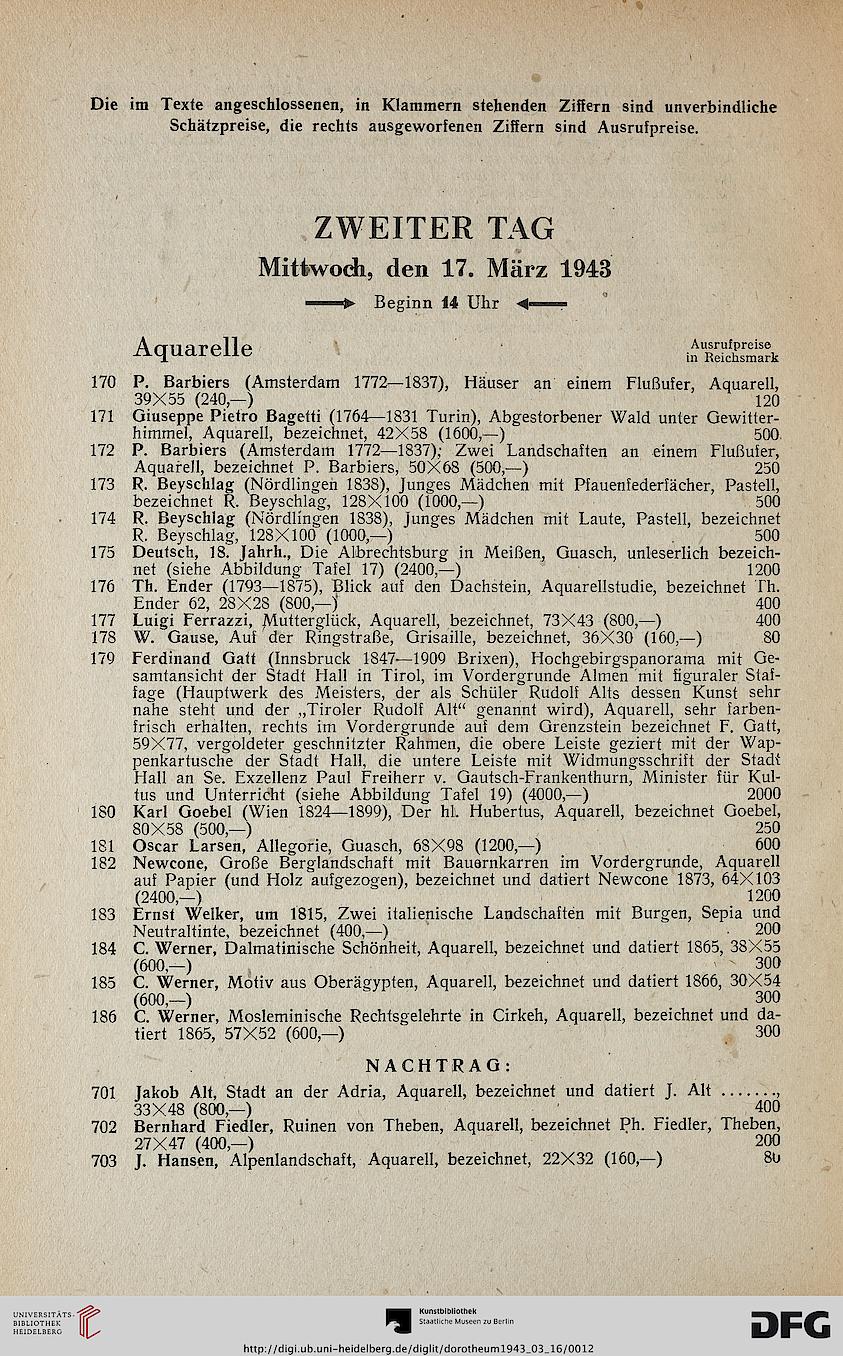 Die im Texte angeschlossenen, in Klammern stehenden Ziffern sind unverbindliche
Schätzpreise, die rechts ausgeworfenen Ziffern sind Ausrufpreise.
ZWEITER TAG
Mittwoch, den 17. März 1943
Beginn 14 Uhr
Aquarelle
Ausrufpreise
in Reichsmark
170 P. Barbiers (Amsterdam 1772—1837), Häuser an einem Flußufer, Aquarell,
39×55 (240,—) 120
171 Giuseppe Pietro Bagetti (1764—1831 Turin), Abgestorbener Wald unter Gewitter-
himmel, Aquarell, bezeichnet, 42×58 (1600,—) 500
172 P. Barbiers (Amsterdam 1772—1837); Zwei Landschaften an einem Flußufer,
Aquarell, bezeichnet P. Barbiers, 50×68 (500,—) 250
173 R. Beyschlag (Nördlingen 1838), Junges Mädchen mit Pfauenfederfächer, Pastell,
bezeichnet R. Beyschlag, 128×100 (1000,—) 500
174 R. Beyschlag (Nördlingen 1838), Junges Mädchen mit Laute, Pastell, bezeichnet
R. Beyschlag, 128×100 (1000,—) 500
175 Deutsch, 18. Jahrh., Die Albrechtsburg in Meißen, Guasch, unleserlich bezeich-
net (siehe Abbildung Tafel 17) (2400,—) 1200
176 Th. Ender (1793—1875), Blick auf den Dachstein, Aquarellstudie, bezeichnet Th.
Ender 62, 28×28 (800,—) 400
177 Luigi Ferrazzi, Mutterglück, Aquarell, bezeichnet, 73×43 (800,—) 400
178 W. Gause, Auf der Ringstraße, Grisaille, bezeichnet, 36×30 (160,—) 80
179 Ferdinand Gatt (Innsbruck 1847—1909 Brixen), Hochgebirgspanorama mit Ge-
samtansicht der Stadt Hall in Tirol, im Vordergrunde Almen mit figuraler Staf-
fage (Hauptwerk des Meisters, der als Schüler Rudolf Alts dessen Kunst sehr
nahe steht und der „Tiroler Rudolf Alt“ genannt wird), Aquarell, sehr farben-
frisch erhalten, rechts im Vordergrunde auf dem Grenzstein bezeichnet F. Gatt,
59×77, vergoldeter geschnitzter Rahmen, die obere Leiste geziert mit der Wap-
penkartusche der Stadt Hall, die untere Leiste mit Widmungsschrift der Stadt
Hall an Se. Exzellenz Paul Freiherr v. Gautsch-Frankenthurn, Minister für Kul-
tus und Unterricht (siehe Abbildung Tafel 19) (4000,—) 2000
180 Karl Goebel (Wien 1824—1899), Der hl. Hubertus, Aquarell, bezeichnet Goebel,
80×58 (500,—) 250
181 Oscar Larsen, Allegorie, Guasch, 68×98 (1200,—) 600
182 Newcone, Große Berglandschaft mit Bauernkarren im Vordergrunde, Aquarell
auf Papier (und Holz aufgezogen), bezeichnet und datiert Newcone 1873, 64×103
(2400,—) 1200
183 Ernst Welker, um 1815, Zwei italienische Landschaften mit Burgen, Sepia und
Neutraltinte, bezeichnet (400,—) 200
184 C. Werner, Dalmatinische Schönheit, Aquarell, bezeichnet und datiert 1865, 38×55
(600,—) 300
185 C. Werner, Motiv aus Oberägypten, Aquarell, bezeichnet und datiert 1866, 30×54
(600,—) 300
186 C. Werner, Mosleminische Rechtsgelehrte in Cirkeh, Aquarell, bezeichnet und da-
tiert 1865, 57×52 (600,—) 300
NACHTRAG:
701 Jakob Alt, Stadt an der Adria, Aquarell, bezeichnet und datiert J. Alt .......,
33×48 (800,—) 400
702 Bernhard Fiedler, Ruinen von Theben, Aquarell, bezeichnet Ph. Fiedler, Theben,
27×47 (400,—) 200
703 J. Hansen, Alpenlandschaft, Aquarell, bezeichnet, 22×32 (160,—) 80
UNIVERSITÄTS-
BIBLIOTHEK
HEIDELBERG
Kunstbibliothek
Staatliche Museen zu Berlin
DFG
http://digi.ub.uni-heidelberg.de/diglit/dorotheum1943_03_16/0012